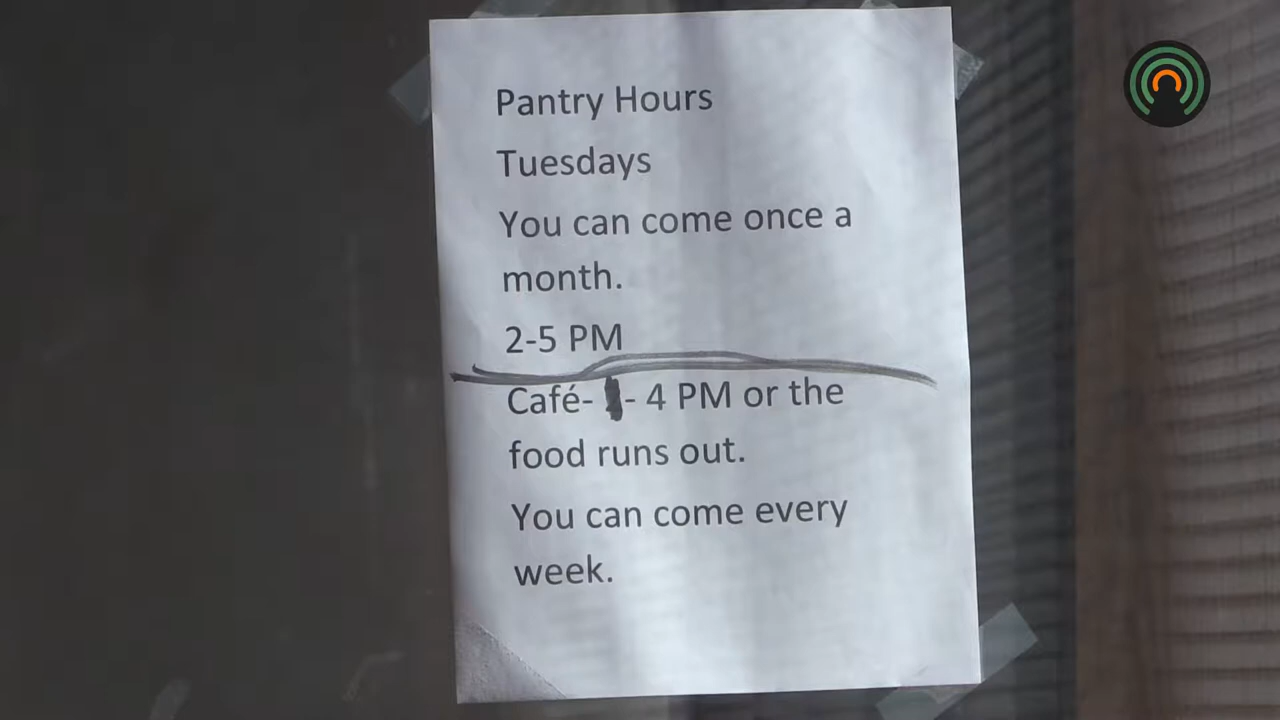 Pantry Hours
Tuesdays
You can come once a
month.
2-5 PM
Café- - 4 PM or the
food runs out.
You can come every
week.